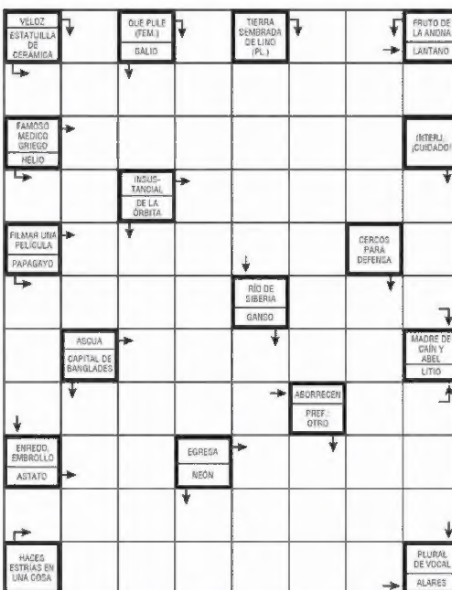 VELOZ
ESTATUILLA
DE
CERÁMICA
QUE PULE
(FEM.)
GALIO
TIERRA
SEMBRADA
DE LINO
(PL.)
FRUTO DE
LA ANONA
LANTANO
FAMOSO
MÉDICO
GRIEGO
HELIO
INTERJ.
¡CUIDADO!
INSUS-
TANCIAL
DE LA
ÓRBITA
FILMAR UNA
PELÍCULA
PAPAGAYO
CERCOS
PARA
DEFENSA
RÍO DE
SIBERIA
GANSO
ASCUA
CAPITAL DE
BANGLADES
MADRE DE
CAÍN Y
ABEL
LITIO
ABORRECEN
PREF.:
OTRO
ENREDO,
EMBROLLO
ASTATO
EGRESA
NEÓN
HACES
ESTRÍAS EN
UNA COSA
PLURAL
DE VOCAL
ALARES